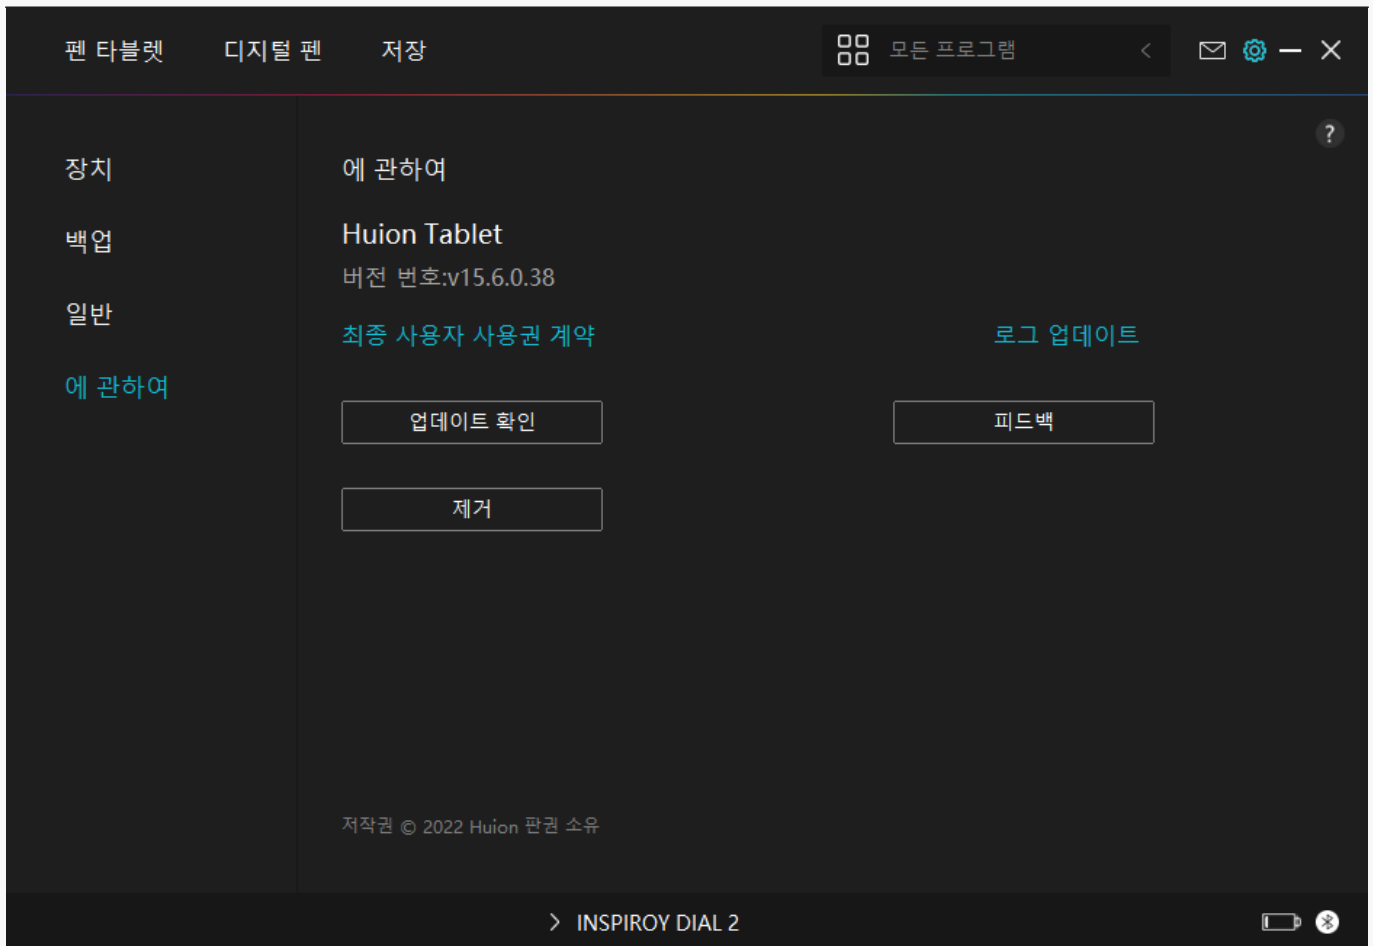 펜 타블렛 디지털 펜 저장 모든 프로그램
?
장치
백업
일반
에 관하여
에 관하여
Huion Tablet
버전 번호:v15.6.0.38
최종 사용자 사용권 계약 로그 업데이트
업데이트 확인 피드백
제거
저작권 © 2022 Huion 판권 소유
INSPIROY DIAL 2